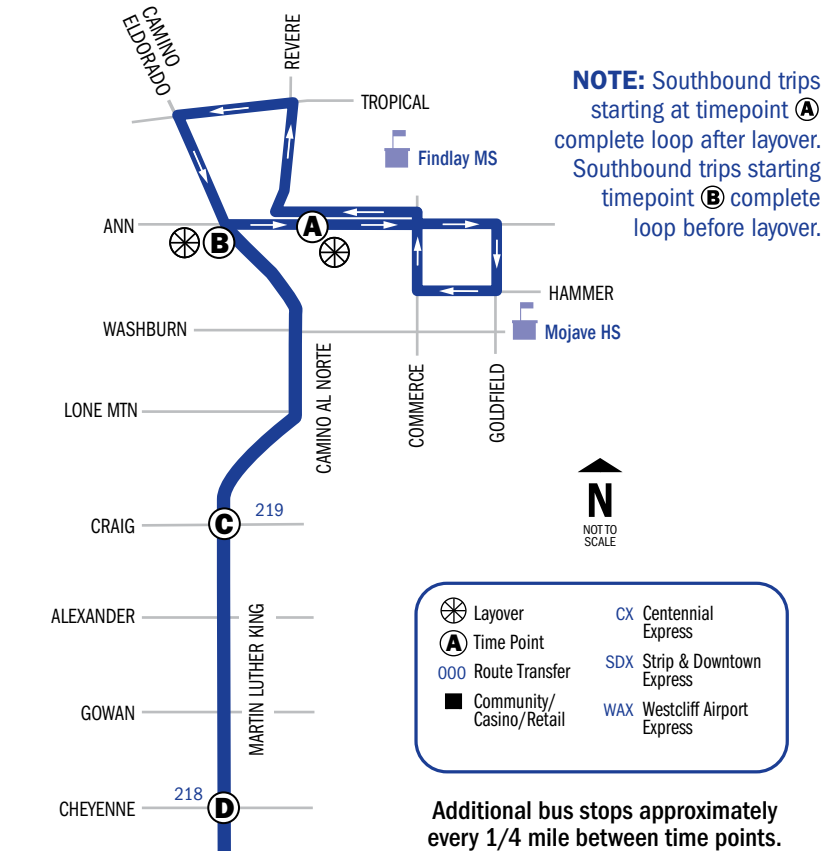 CAMINO
ELDORADO
REVERE
TROPICAL
NOTE: Southbound trips
starting at timepoint A
complete loop after layover.
Southbound trips starting
timepoint B complete
loop before layover.
Findlay MS
ANN
B
A
HAMMER
WASHBURN
Mojave HS
LONE MTN
CAMINO AL NORTE
COMMERCE
GOLDFIELD
N
NOT TO
SCALE
CRAIG
C
219
ALEXANDER
MARTIN LUTHER KING
GOWAN
CHEYENNE
218
D
Layover
A Time Point
000 Route Transfer
Community/
Casino/Retail
CX Centennial
Express
SDX Strip & Downtown
Express
WAX Westcliff Airport
Express
Additional bus stops approximately
every 1/4 mile between time points.